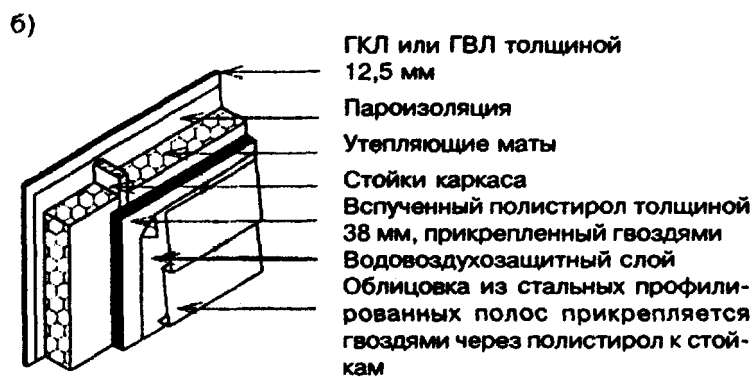 б)
ГКЛ или ГВЛ толщиной
12,5 мм
Пароизоляция
Утепляющие маты
Стойки каркаса
Вспученный полистирол толщиной
38 мм, прикрепленный гвоздями
Водовоздухозащитный слой
Облицовка из стальных профили-
рованных полос прикрепляется
гвоздями через полистирол к стой-
кам